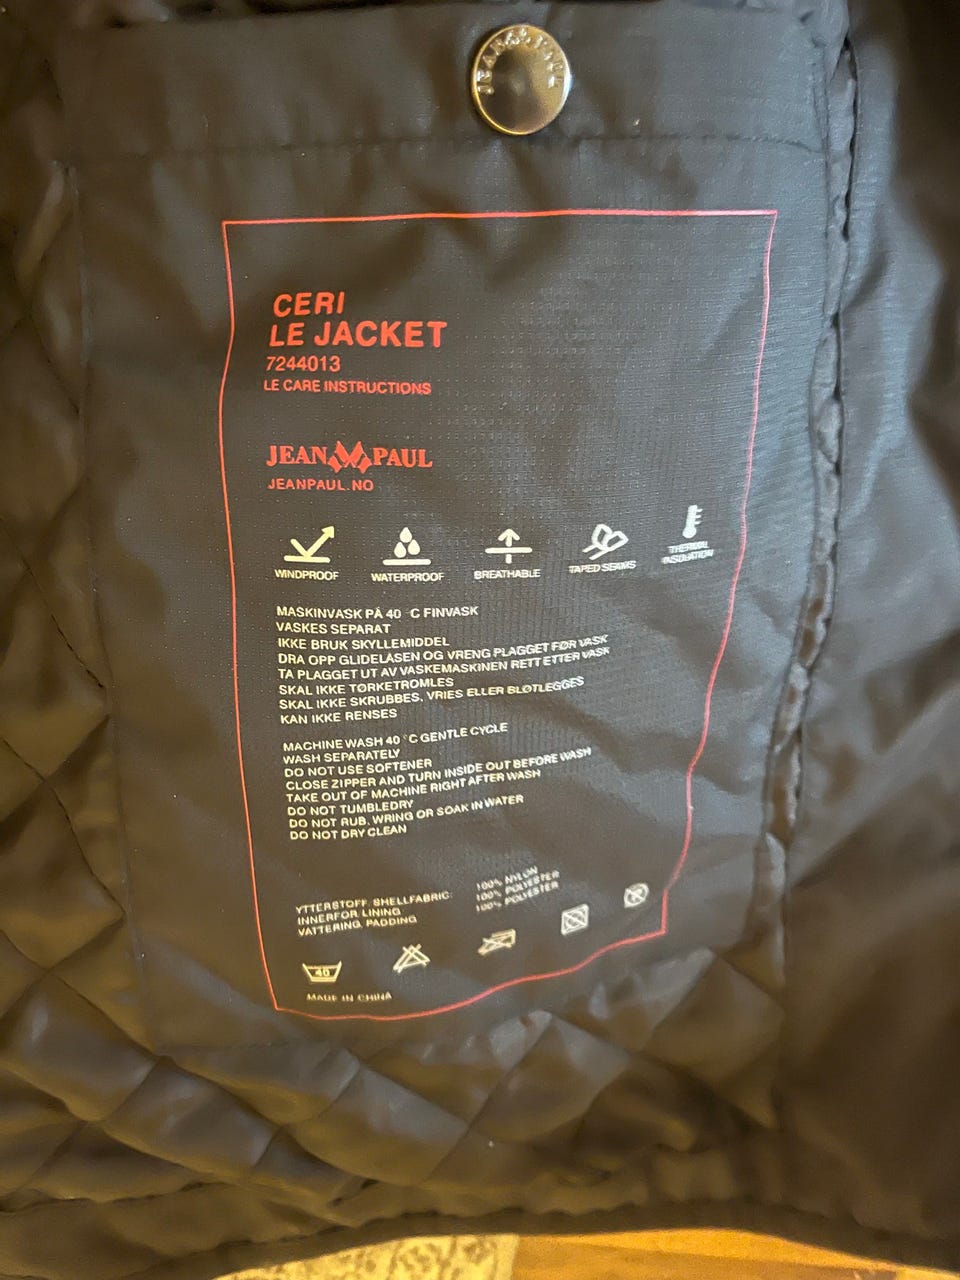 JEAN PAUL
CERI
LE JACKET
7244013
LE CARE INSTRUCTIONS
JEAN PAUL
JEANPAUL.NO
WINDPROOF WATERPROOF BREATHABLE TAPED SEAMS THERMAL INSULATION
MASKINVASK PÅ 40 °C FINVASK
VASKES SEPARAT
IKKE BRUK SKYLLEMIDDEL
DRA OPP GLIDELÅSEN OG VRENG PLAGGET FØR VASK
TA PLAGGET UT AV VASKEMASKINEN RETT ETTER VASK
SKAL IKKE TØRKETROMLES
SKAL IKKE SKRUBBES, VRIES ELLER BLØTLEGGES
KAN IKKE RENSES
MACHINE WASH 40 °C GENTLE CYCLE
WASH SEPARATELY
DO NOT USE SOFTENER
CLOSE ZIPPER AND TURN INSIDE OUT BEFORE WASH
TAKE OUT OF MACHINE RIGHT AFTER WASH
DO NOT TUMBLEDRY
DO NOT RUB, WRING OR SOAK IN WATER
DO NOT DRY CLEAN
YTTERSTOFF, SHELLFABRIC: 100% NYLON
INNERFOR, LINING 100% POLYESTER
VATTERING, PADDING 100% POLYESTER
40
MADE IN CHINA